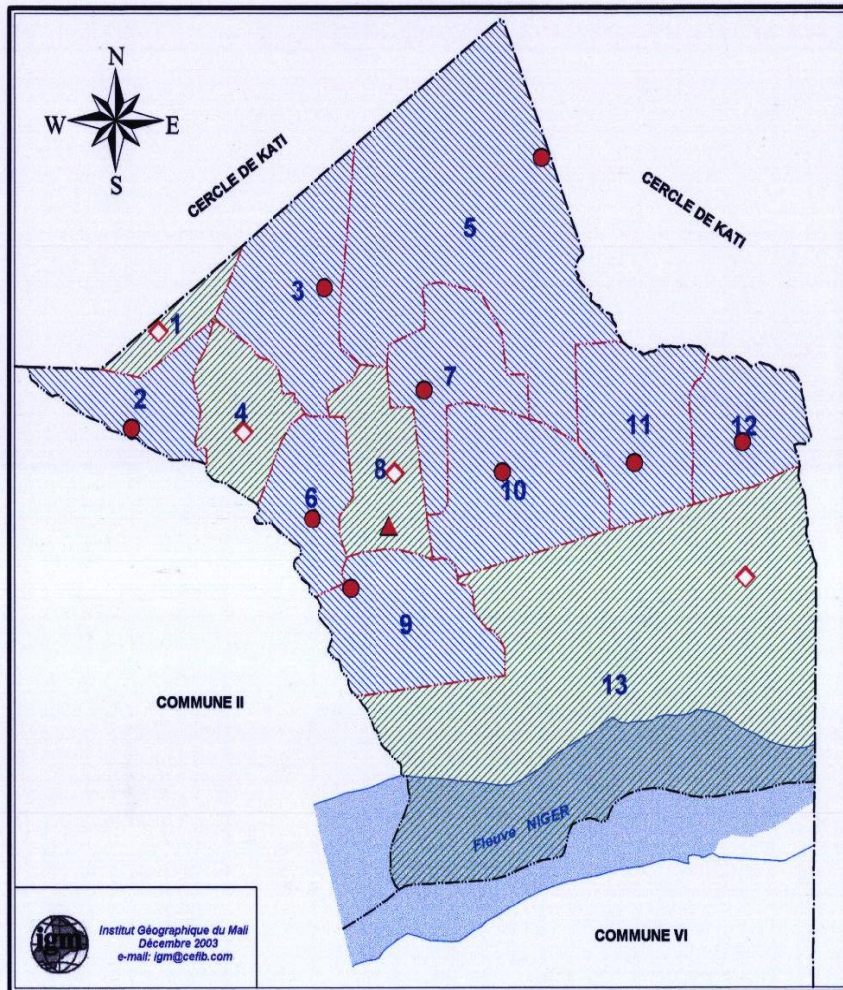 N
W E
S
CERCLE DE KATI
CERCLE DE KATI
5
3
1
2
4
7
11
12
8
10
6
9
13
COMMUNE II
Fleuve NIGER
COMMUNE VI
igm
Institut Géographique du Mali
Décembre 2003
e-mail: igm@cefib.com